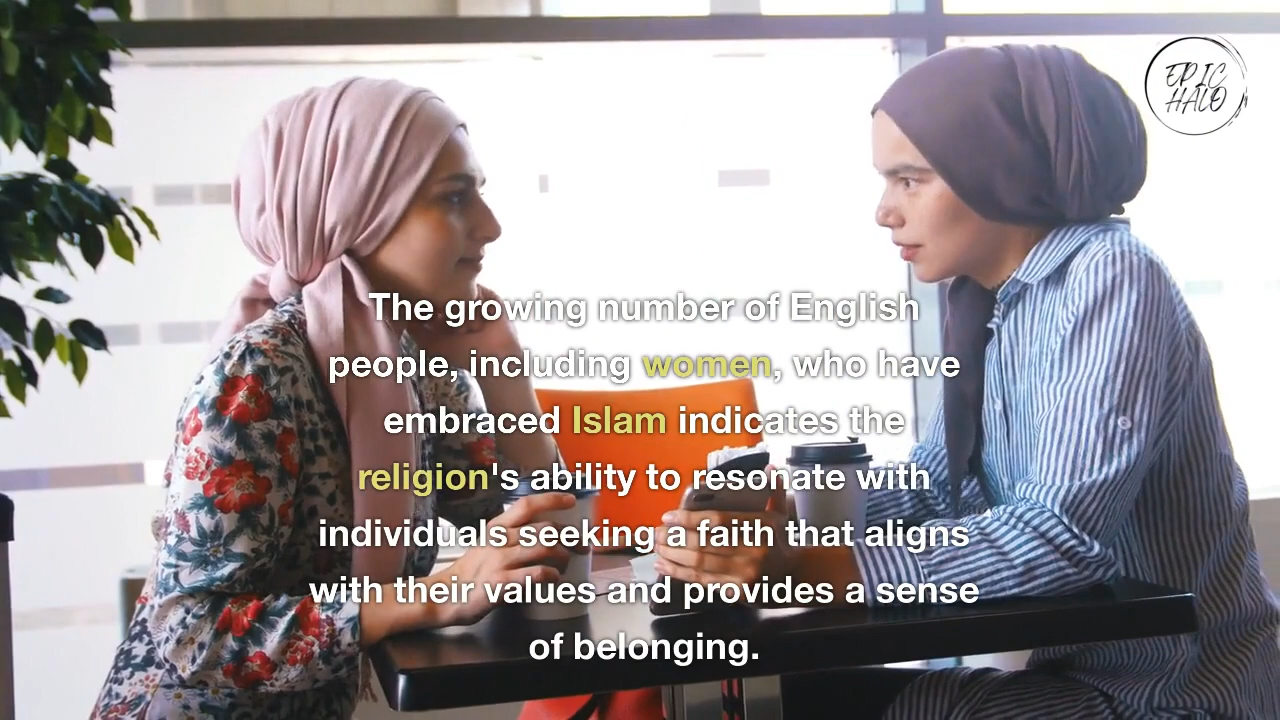 EPIC
HALO
The growing number of English
people, including women, who have
embraced Islam indicates the
religion's ability to resonate with
individuals seeking a faith that aligns
with their values and provides a sense
of belonging.